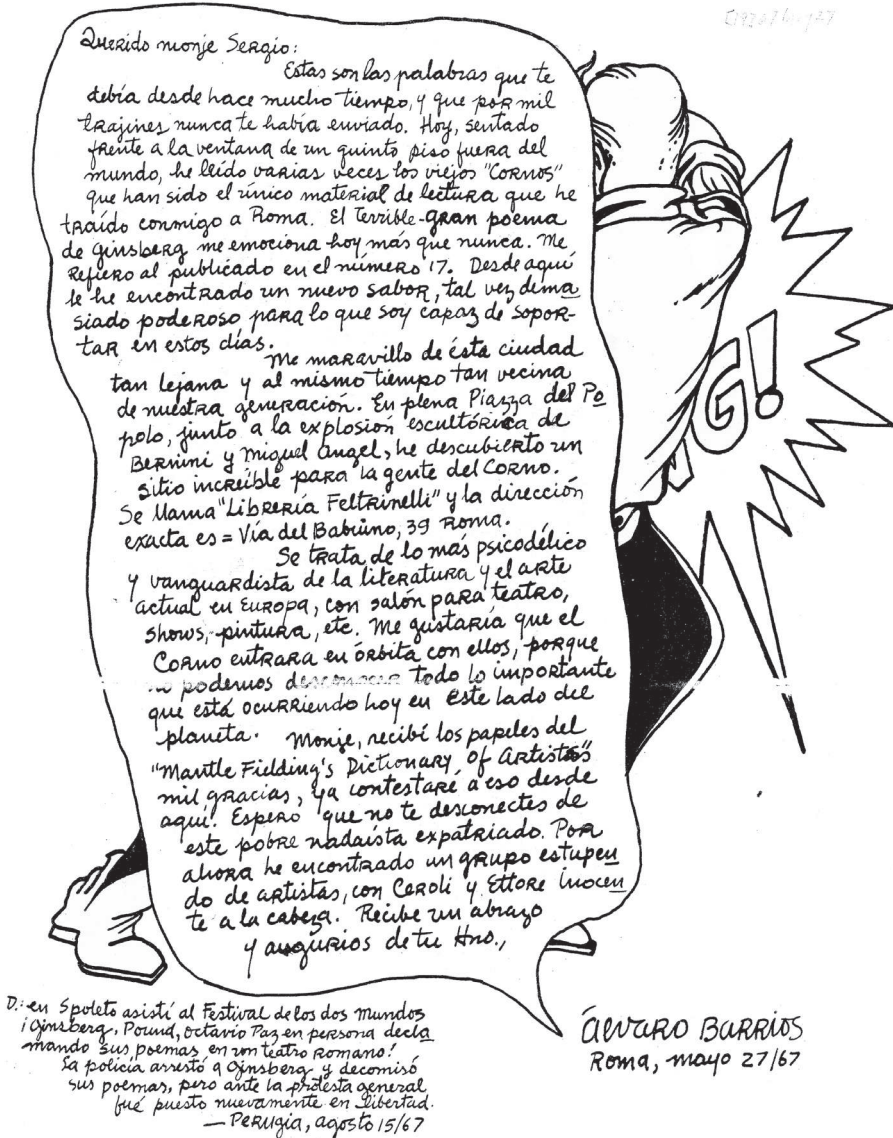 Querido monje Sergio:
Estas son las palabras que te
debía desde hace mucho tiempo, y que por mil
trajines nunca te había enviado. Hoy, sentado
frente a la ventana de un quinto piso fuera del
mundo, he leído varias veces los viejos "Cornos"
que han sido el único material de lectura que he
traído conmigo a Roma. El terrible-gran poema
de Ginsberg me emociona hoy más que nunca. Me
refiero al publicado en el número 17. Desde aquí
le he encontrado un nuevo sabor, tal vez dema
siado poderoso para lo que soy capaz de sopor-
tar en estos días.
Me maravillo de ésta ciudad
tan lejana y al mismo tiempo tan vecina
de nuestra generación. En plena Piazza del Po
polo, junto a la explosión escultórica de
Bernini y Miguel Angel, he descubierto un
sitio increíble para la gente del Corno.
Se llama "Librería Feltrinelli" y la dirección
exacta es = Vía del Babiuno, 39 Roma.
Se trata de lo más psicodélico
y vanguardista de la literatura y el arte
actual en Europa, con salón para teatro,
shows, pintura, etc. Me gustaría que el
Corno entrara en órbita con ellos, porque
no podemos desconocer todo lo importante
que está ocurriendo hoy en este lado del
planeta. Monje, recibí los papeles del
"Mantle Fielding's Dictionary of Artists"
mil gracias, ya contestaré a eso desde
aquí. Espero que no te desconectes de
este pobre nadaísta expatriado. Por
ahora he encontrado un grupo estupen
do de artistas, con Ceroli y Ettore Inocen
te a la cabeza. Recibe un abrazo
y augurios de tu Hno.,
G!
Álvaro Barrios
Roma, mayo 27/67
D.: en Spoleto asistí al Festival de los dos Mundos
¡Ginsberg, Pound, Octavio Paz en persona decla
mando sus poemas en un teatro romano!
La policía arrestó a Ginsberg y decomisó
sus poemas, pero ante la protesta general
fué puesto nuevamente en libertad.
— Perugia, agosto 15/67